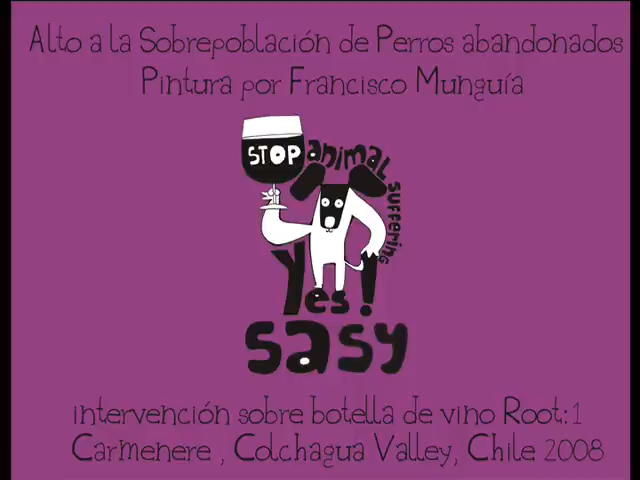 Alto a la Sobrepoblación de Perros abandonados
Pintura por Francisco Munguía
STOP animal
suffering
Yes!
sasy
intervención sobre botella de vino Root:1
Carmenere , Colchagua Valley, Chile 2008